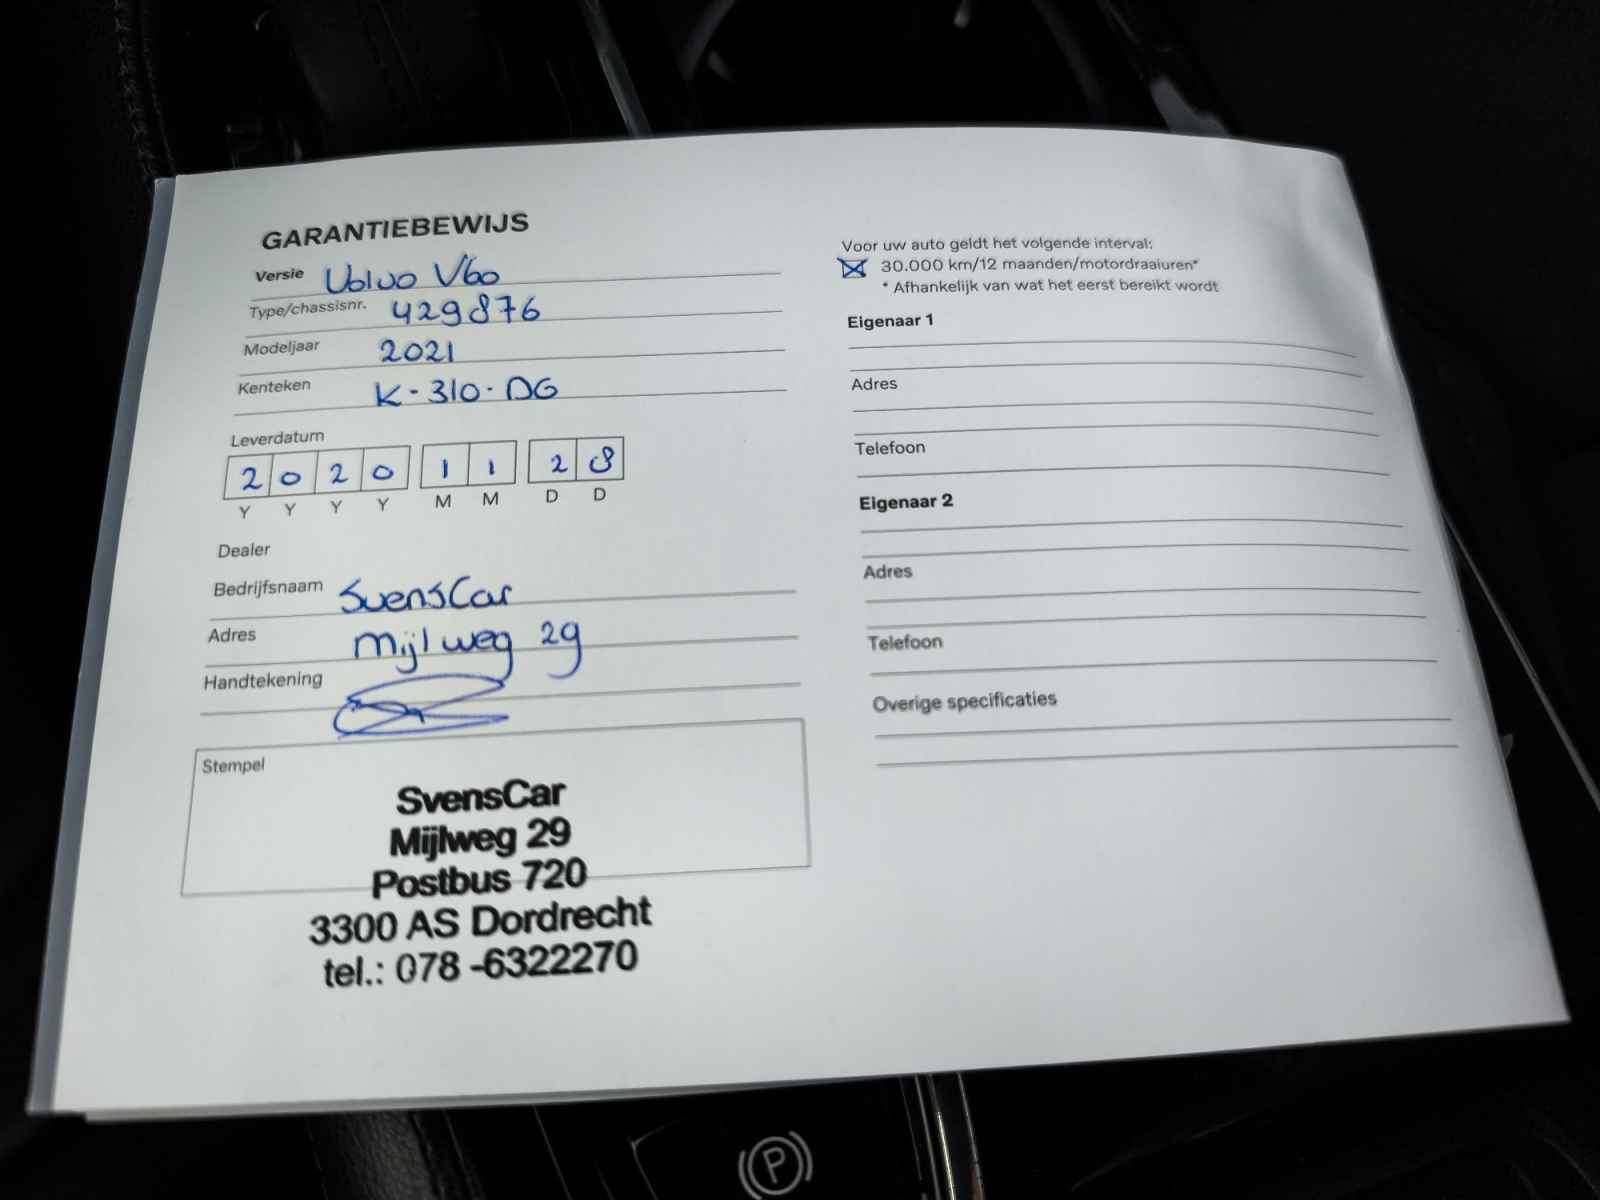 GARANTIEBEWIJS
Versie Volvo V60
Type/chassisnr. 429876
Modeljaar 2021
Kenteken K-310-DG
Leverdatum
2 0 2 0 1 1 2 8
Y Y Y Y M M D D
Dealer
Bedrijfsnaam SvensCar
Adres Mijlweg 29
Handtekening
Stempel
SvensCar
Mijlweg 29
Postbus 720
3300 AS Dordrecht
tel.: 078 -6322270
Voor uw auto geldt het volgende interval:
30.000 km/12 maanden/motordraaiuren*
* Afhankelijk van wat het eerst bereikt wordt
Eigenaar 1
Adres
Telefoon
Eigenaar 2
Adres
Telefoon
Overige specificaties
P